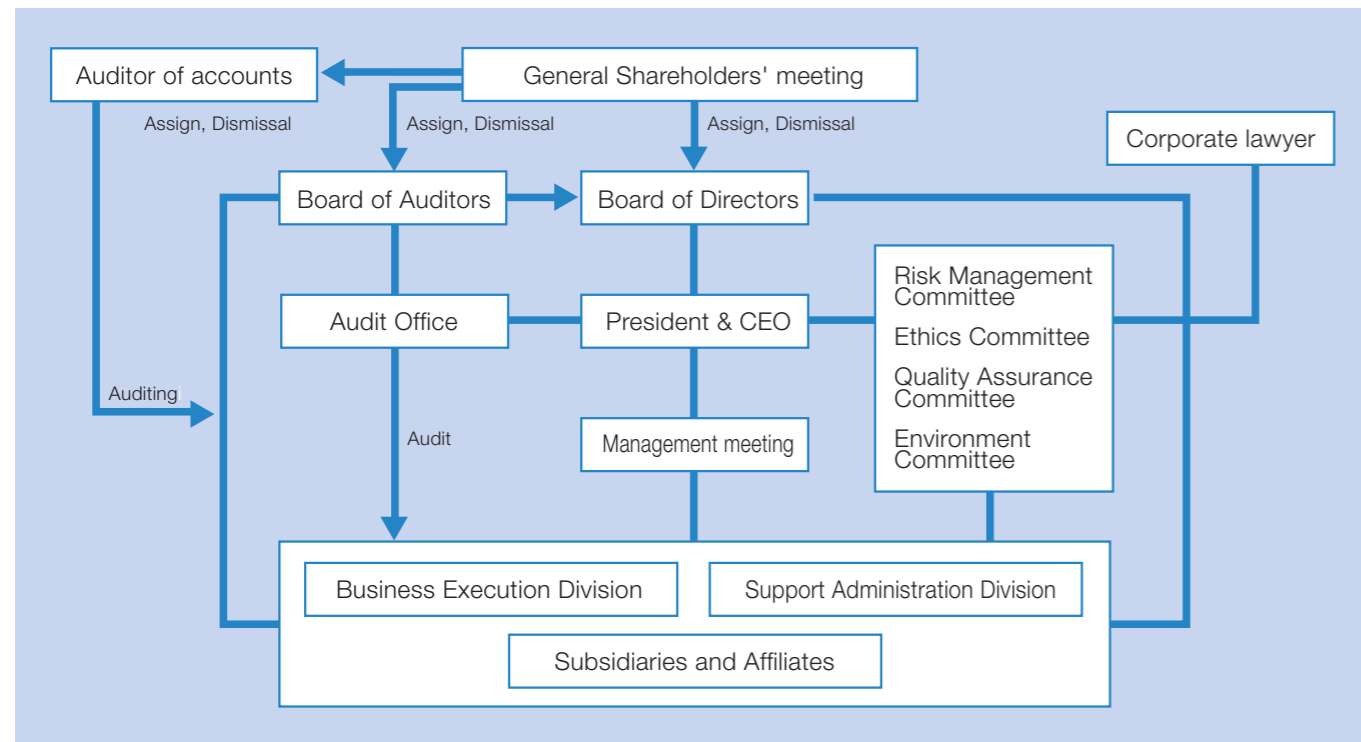 Auditor of accounts
General Shareholders' meeting
Assign, Dismissal
Assign, Dismissal
Assign, Dismissal
Corporate lawyer
Board of Auditors
Board of Directors
Risk Management
Committee
Ethics Committee
Quality Assurance
Committee
Environment
Committee
Audit Office
President & CEO
Auditing
Audit
Management meeting
Business Execution Division
Support Administration Division
Subsidiaries and Affiliates